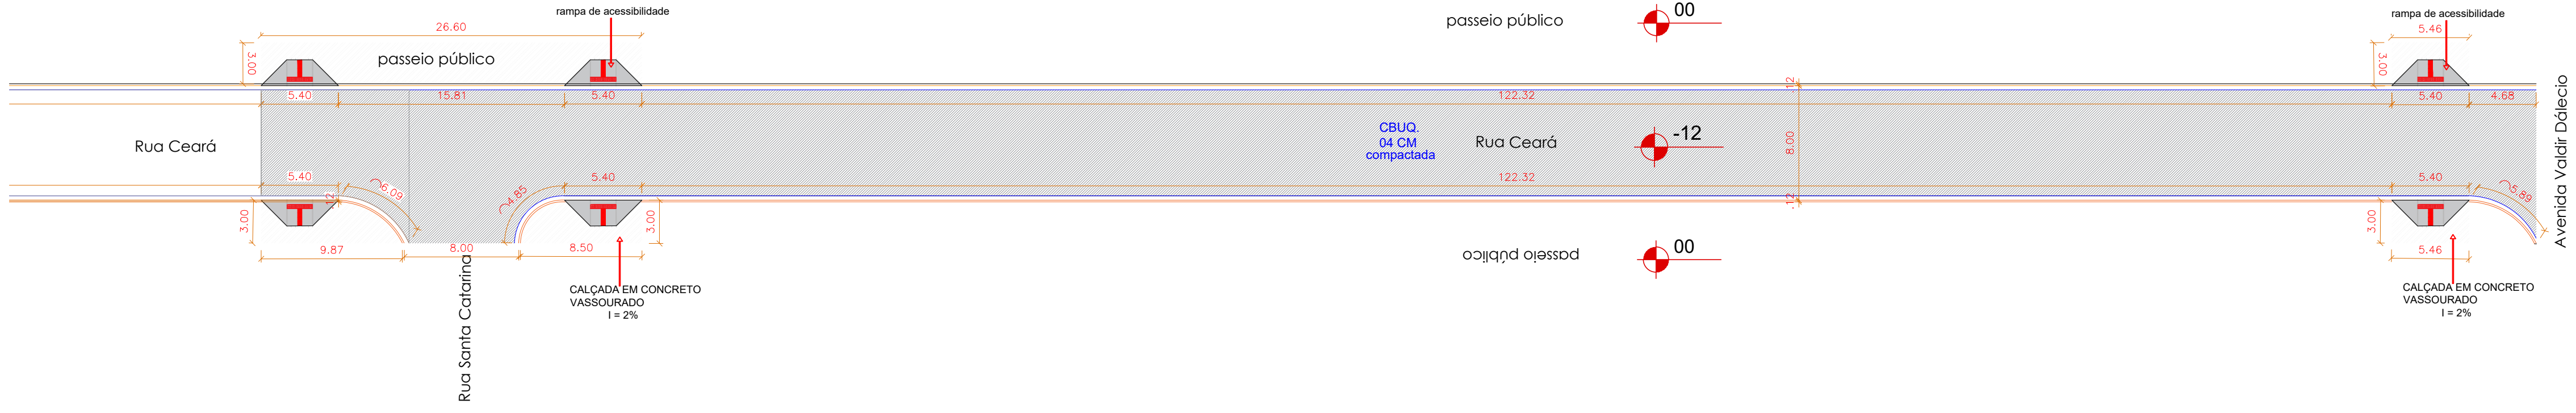 rampa de acessibilidade
26.60
3.00
passeio público
passeio público
00
rampa de acessibilidade
5.46
3.00
5.40
15.81
5.40
122.32
.12
5.40
4.68
Rua Ceará
CBUQ.
04 CM
compactada
Rua Ceará
-12
8.00
Avenida Valdir Dálecio
5.40
6.09
.12
4.85
5.40
122.32
.12
5.40
5.89
3.00
3.00
3.00
9.87
8.00
8.50
passeio público
00
5.46
Rua Santa Catarina
CALÇADA EM CONCRETO
VASSOURADO
I = 2%
CALÇADA EM CONCRETO
VASSOURADO
I = 2%